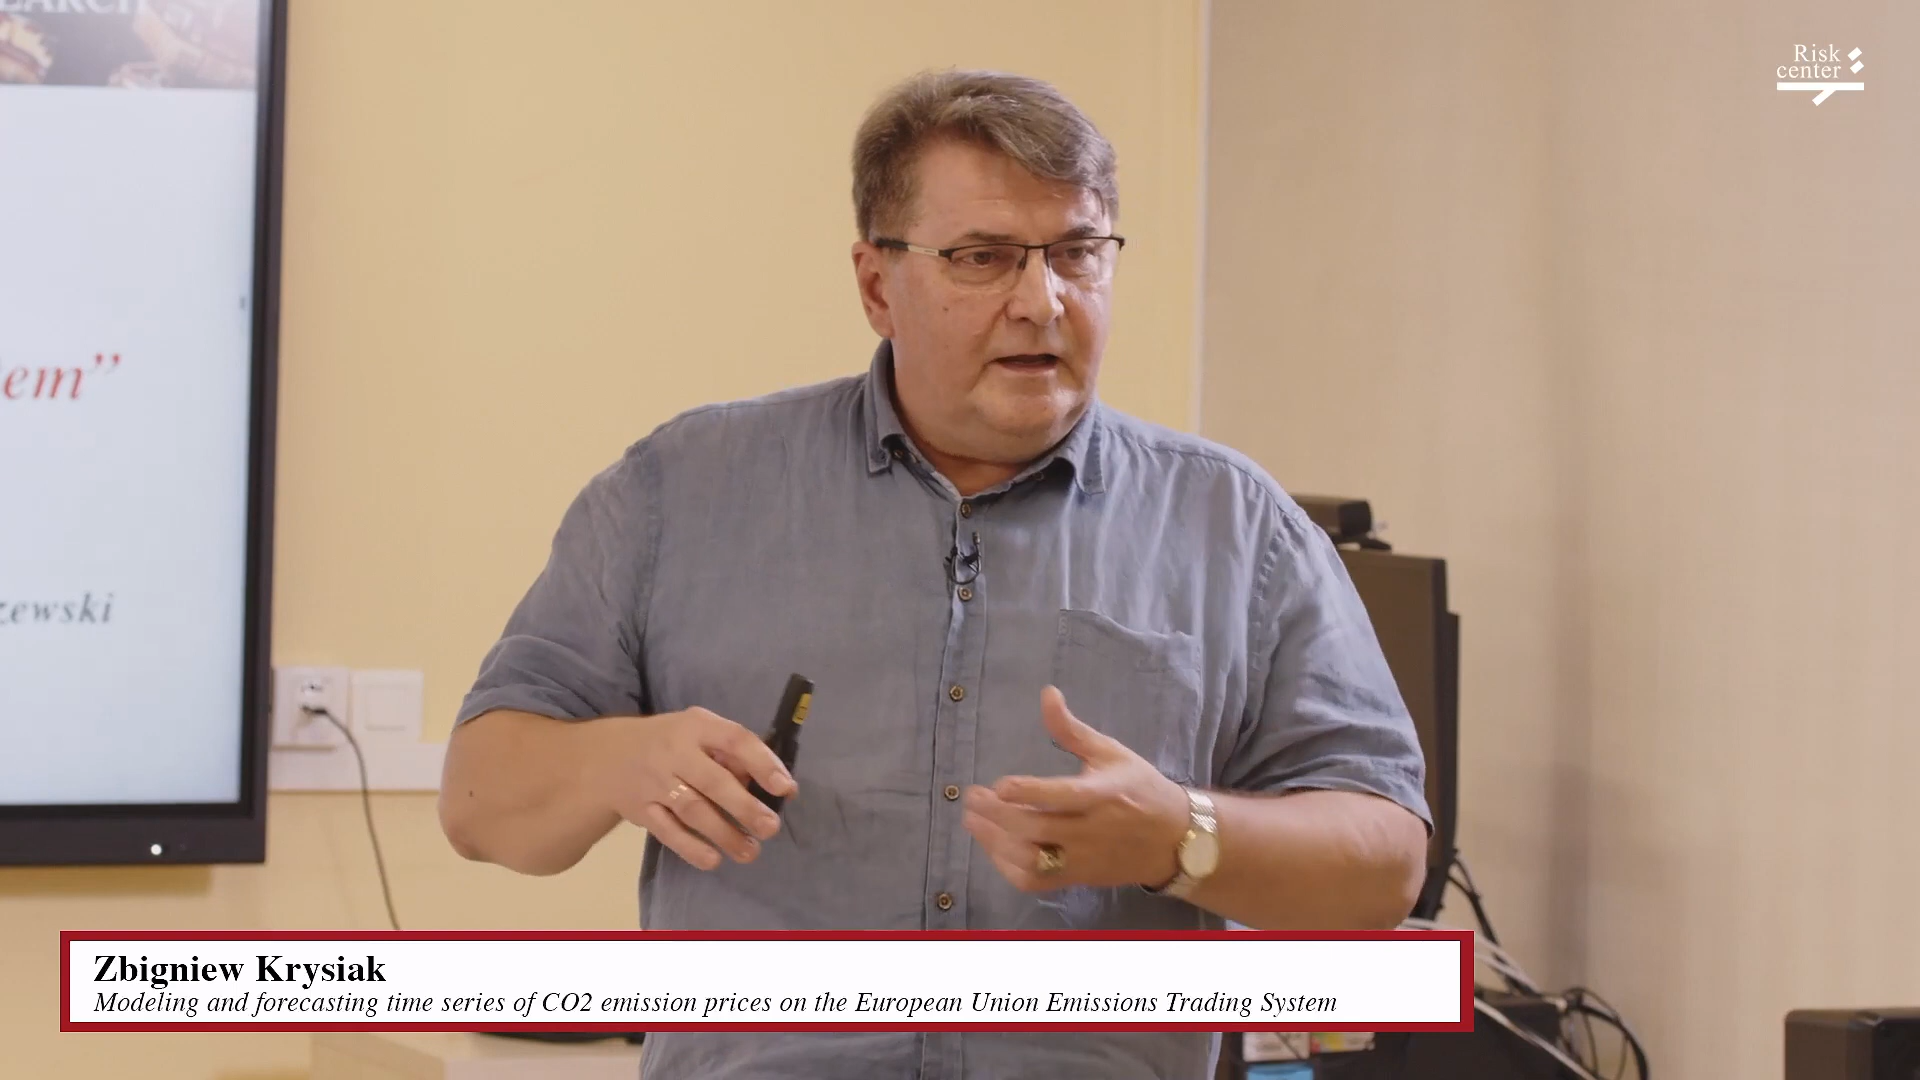 EARCH
Risk
center
em”
zewski
Zbigniew Krysiak
Modeling and forecasting time series of CO2 emission prices on the European Union Emissions Trading System